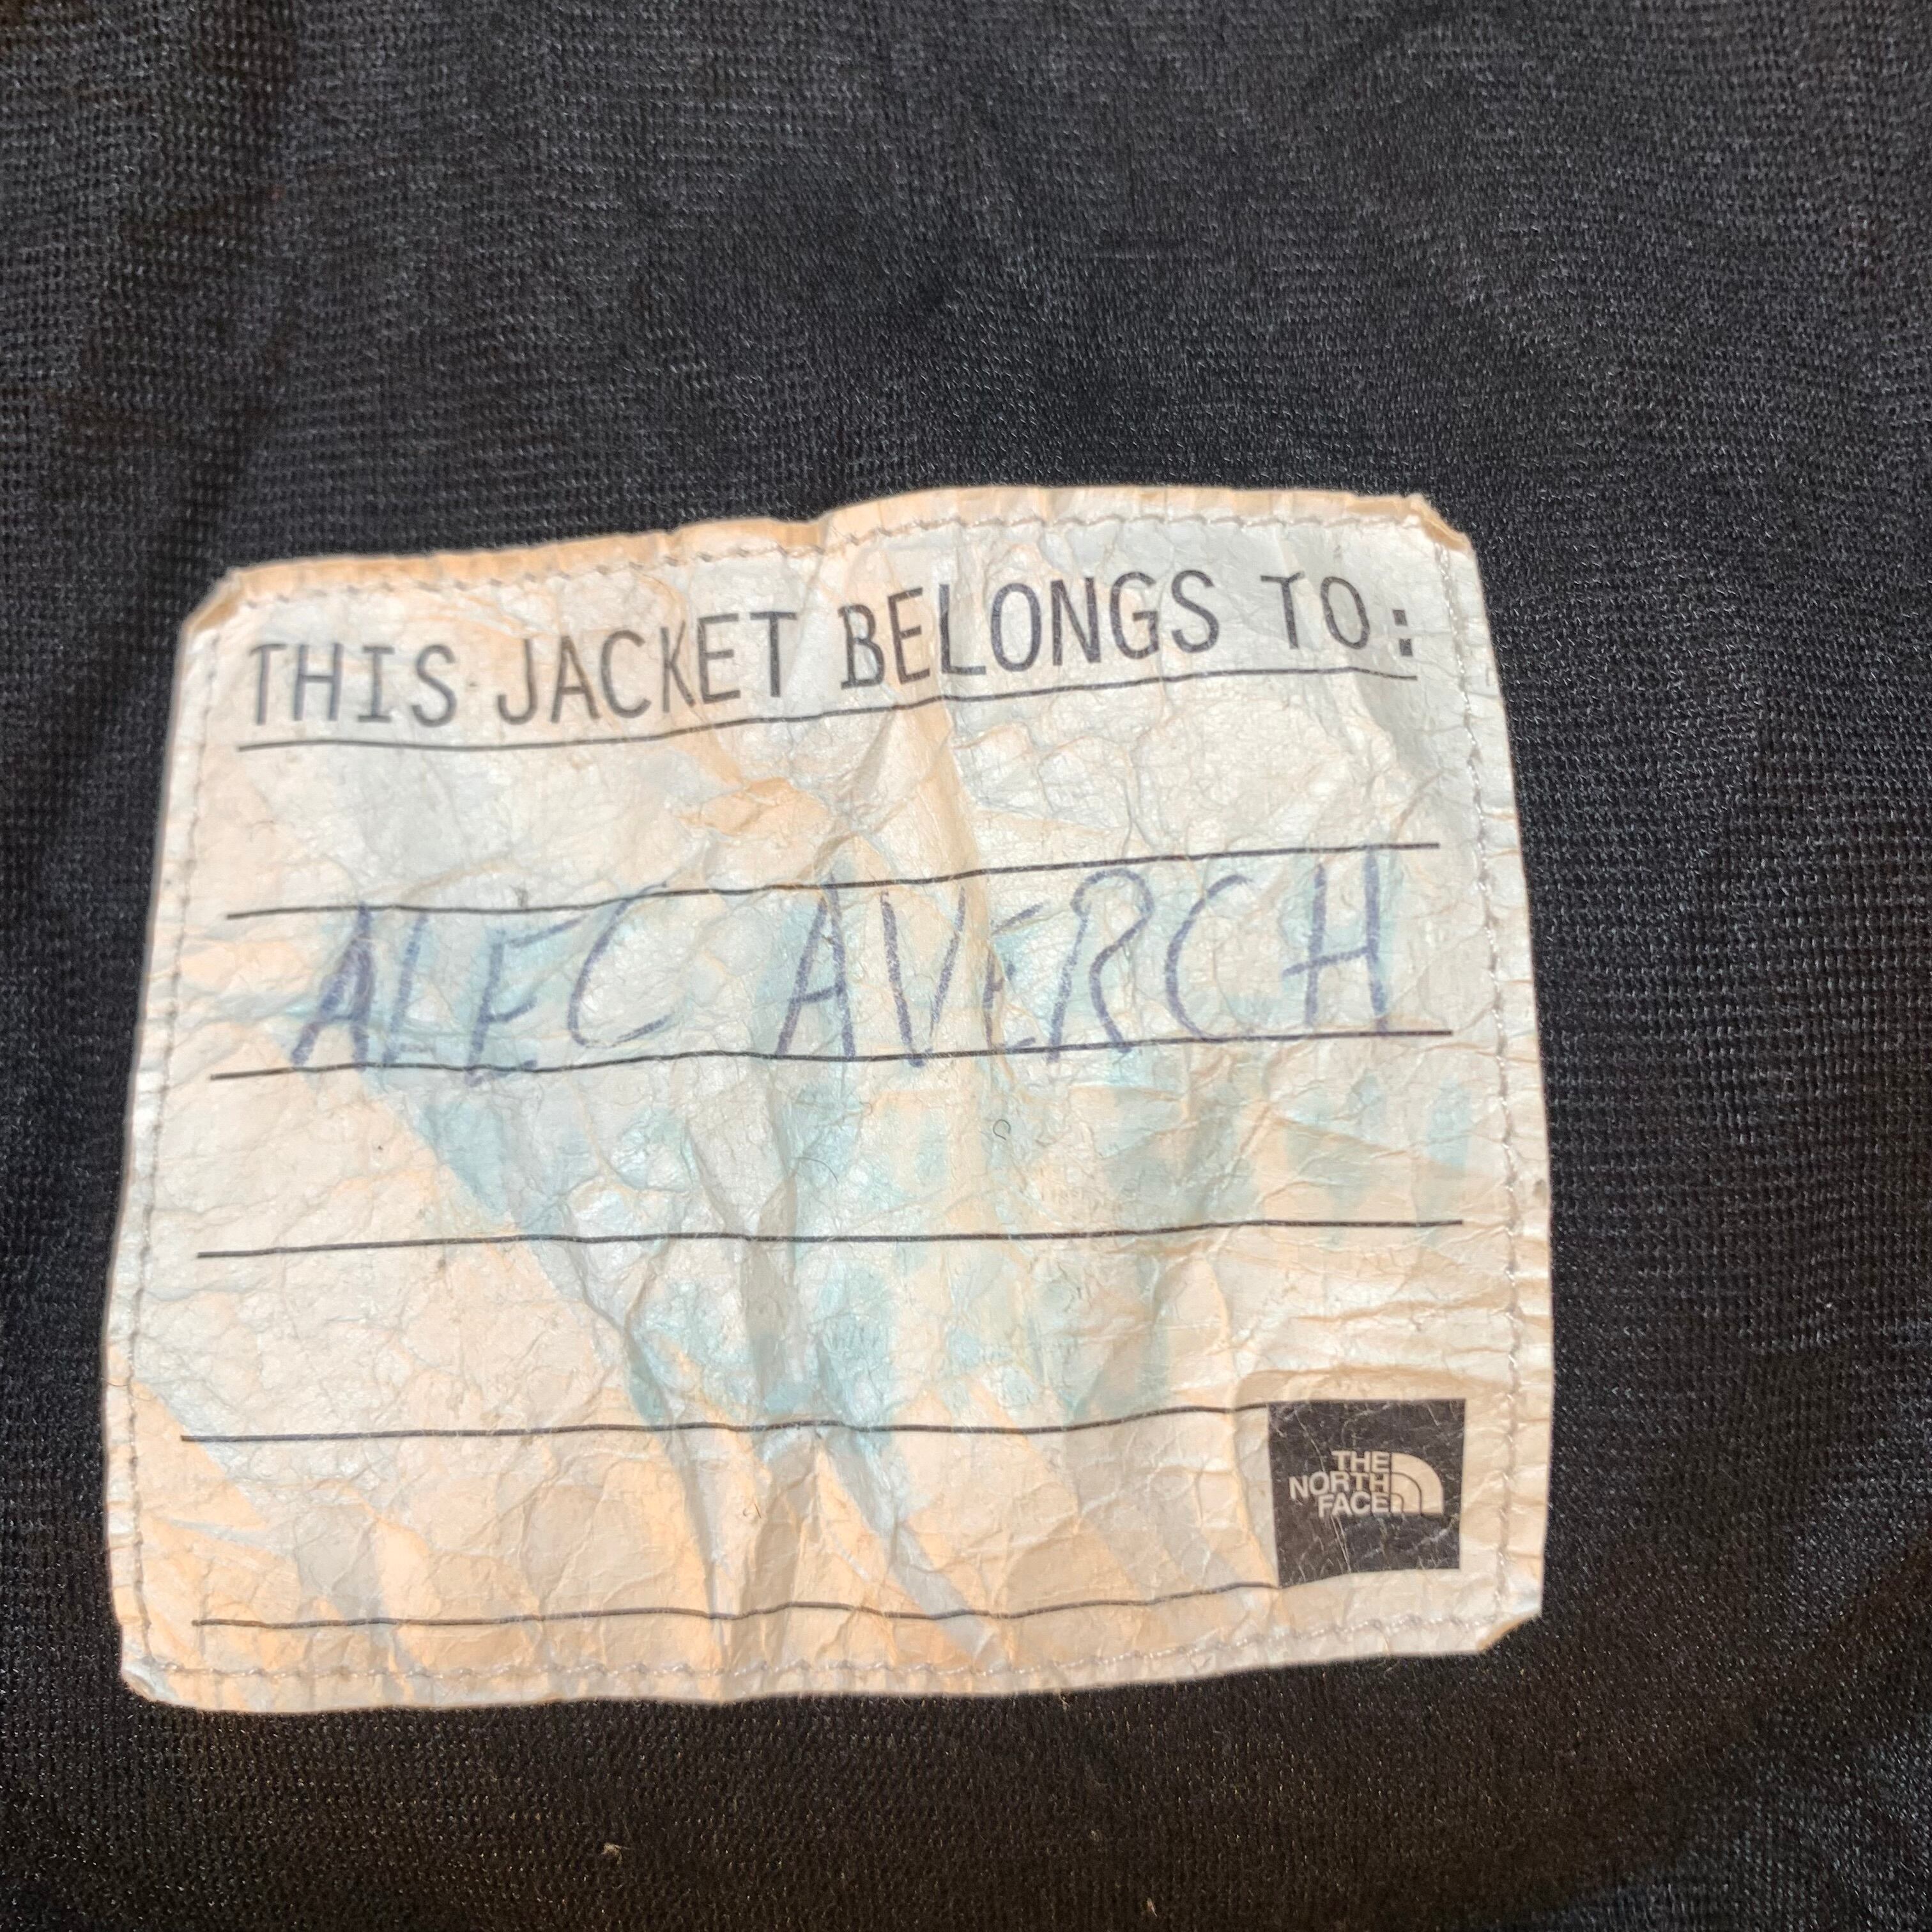 THIS JACKET BELONGS TO:
ALEC AVERCH
THE
NORTH
FACE